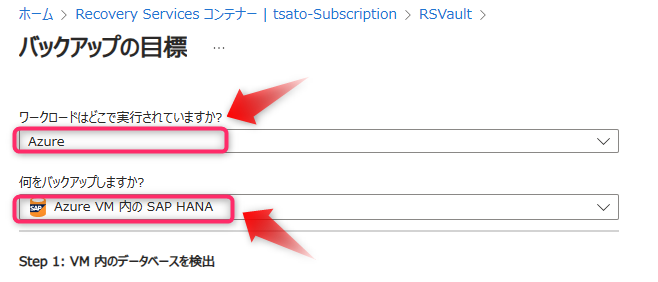 ホーム > Recovery Services コンテナー | tsato-Subscription > RSVault >
バックアップの目標 ...
ワークロードはどこで実行されていますか?
Azure
何をバックアップしますか?
SAP Azure VM 内の SAP HANA
Step 1: VM 内のデータベースを検出